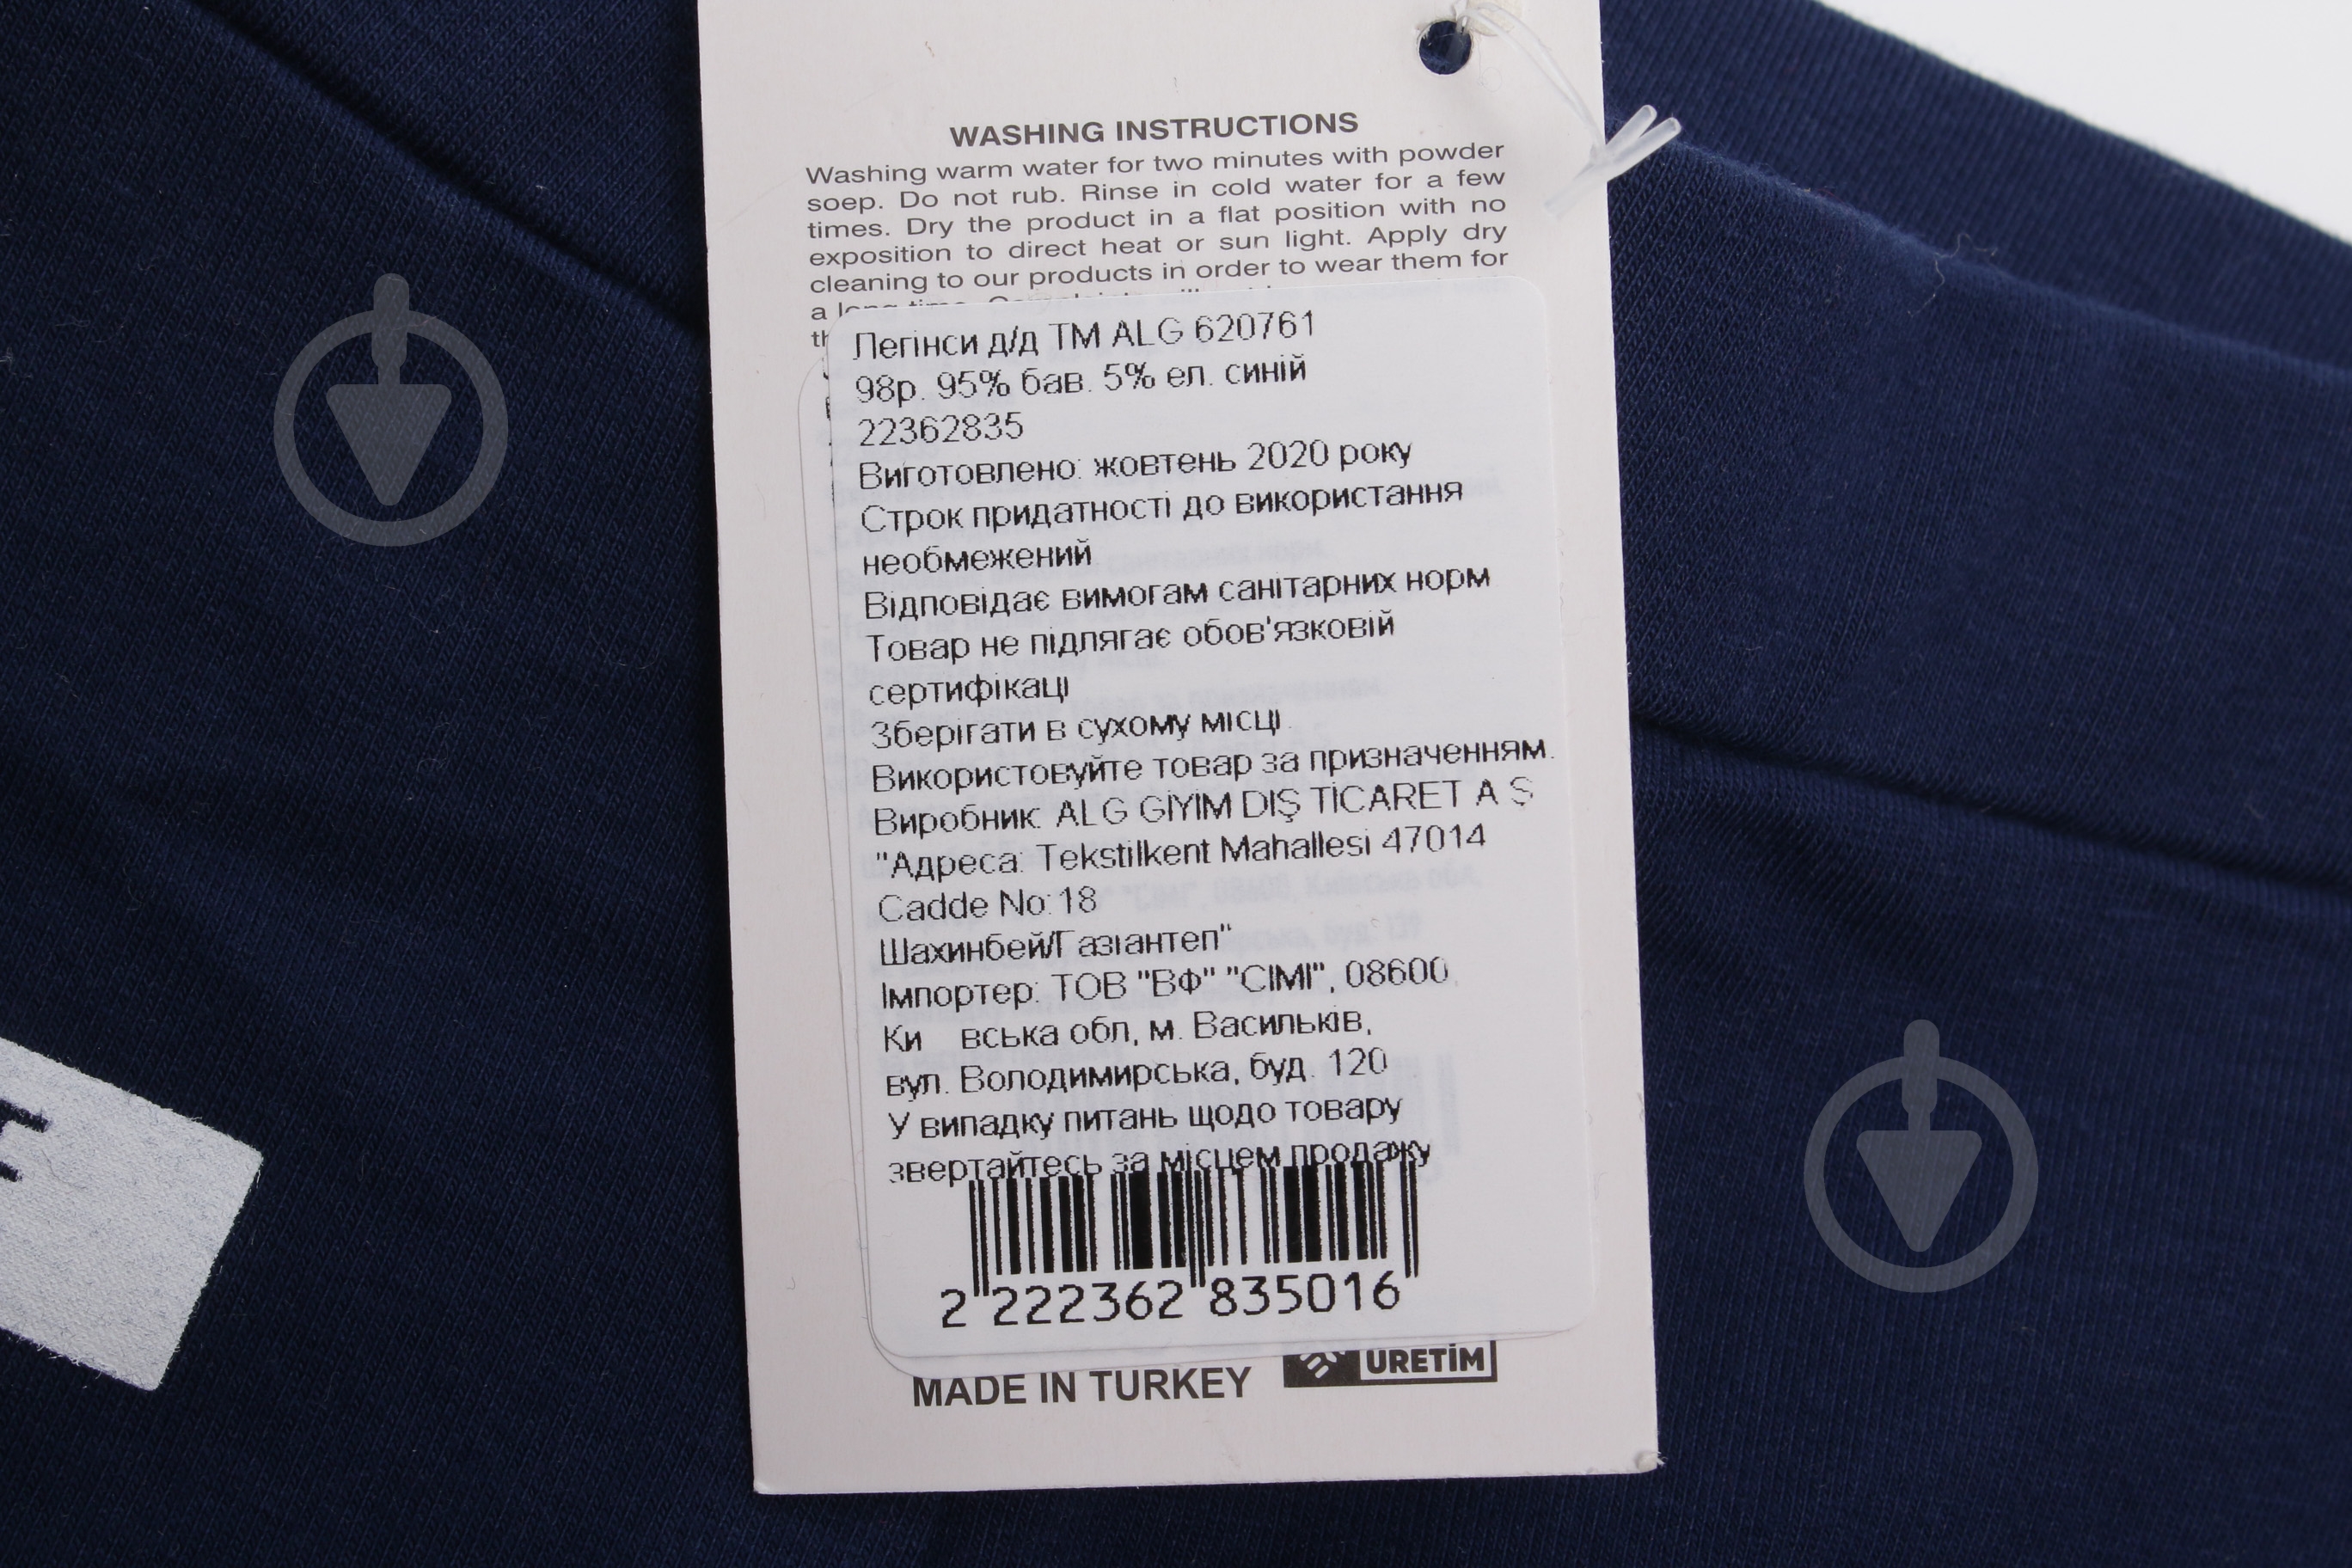 WASHING INSTRUCTIONS
Washing warm water for two minutes with powder
soep. Do not rub. Rinse in cold water for a few
times. Dry the product in a flat position with no
exposition to direct heat or sun light. Apply dry
cleaning to our products in order to wear them for
a long time.
Легінси д/д ТМ ALG 620761
98р. 95% бав. 5% ел. синій
22362835
Виготовлено: жовтень 2020 року
Строк придатності до використання
необмежений
Відповідає вимогам санітарних норм
Товар не підлягає обов'язковій
сертифікаці
Зберігати в сухому місці.
Використовуйте товар за призначенням.
Виробник: ALG GİYİM DIŞ TİCARET A Ş
"Адреса: Tekstilkent Mahallesi 47014
Cadde No:18
Шахинбей/Газіантеп"
Імпортер: ТОВ "ВФ" "СІМІ", 08600,
Ки вська обл, м. Васильків,
вул. Володимирська, буд. 120
У випадку питань щодо товару
звертайтесь за місцем продажу
2 222362 835016
MADE IN TURKEY
ÜRETİM